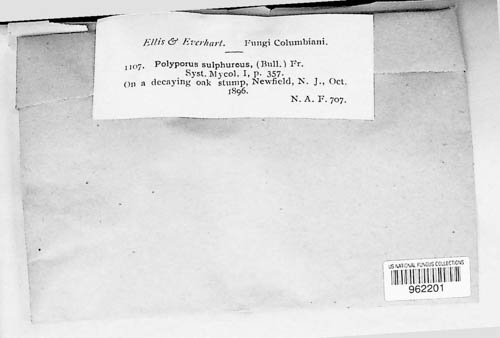 Ellis & Everhart. Fungi Columbiani.
1107. Polyporus sulphureus, (Bull.) Fr.
Syst. Mycol. I, p. 357.
On a decaying oak stump, Newfield, N. J., Oct.
1896.
N. A. F. 707.
US NATIONAL FUNGUS COLLECTIONS
962201